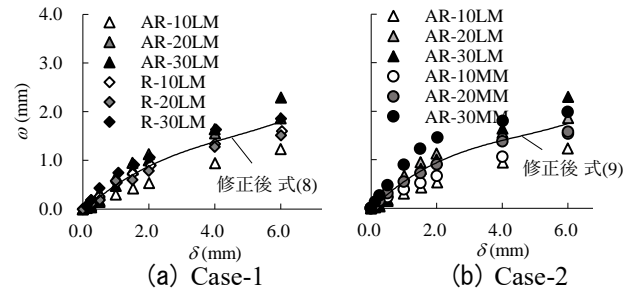 4.0
3.0
2.0
1.0
0.0
ω (mm)
AR-10LM
AR-20LM
AR-30LM
R-10LM
R-20LM
R-30LM
修正後 式(8)
0.0 2.0 4.0 6.0
δ (mm)
(a) Case-1
AR-10LM
AR-20LM
AR-30LM
AR-10MM
AR-20MM
AR-30MM
修正後 式(9)
0.0 2.0 4.0 6.0
δ (mm)
(b) Case-2